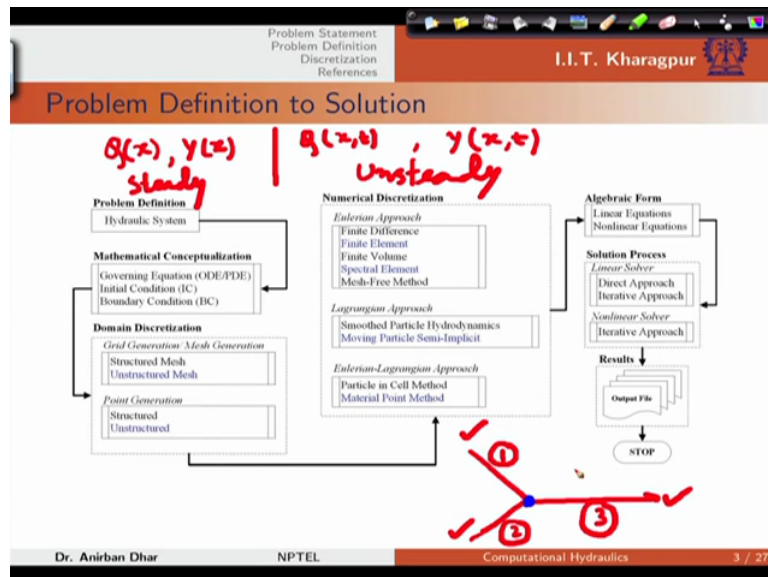 Problem Statement
Problem Definition
Discretization
References
I.I.T. Kharagpur
Problem Definition to Solution
Q(x), Y(x) | Q(x,t), Y(x,t)
Steady Unsteady
Problem Definition
Hydraulic System
Mathematical Conceptualization
Governing Equation (ODE/PDE)
Initial Condition (IC)
Boundary Condition (BC)
Domain Discretization
Grid Generation/Mesh Generation
Structured Mesh
Unstructured Mesh
Point Generation
Structured
Unstructured
Numerical Discretization
Eulerian Approach
Finite Difference
Finite Element
Finite Volume
Spectral Element
Mesh-Free Method
Lagrangian Approach
Smoothed Particle Hydrodynamics
Moving Particle Semi-Implicit
Eulerian-Lagrangian Approach
Particle in Cell Method
Material Point Method
Algebraic Form
Linear Equations
Nonlinear Equations
Solution Process
Linear Solver
Direct Approach
Iterative Approach
Nonlinear Solver
Iterative Approach
Results
Output File
STOP
1
2
3
Dr. Anirban Dhar NPTEL Computational Hydraulics 3 / 27